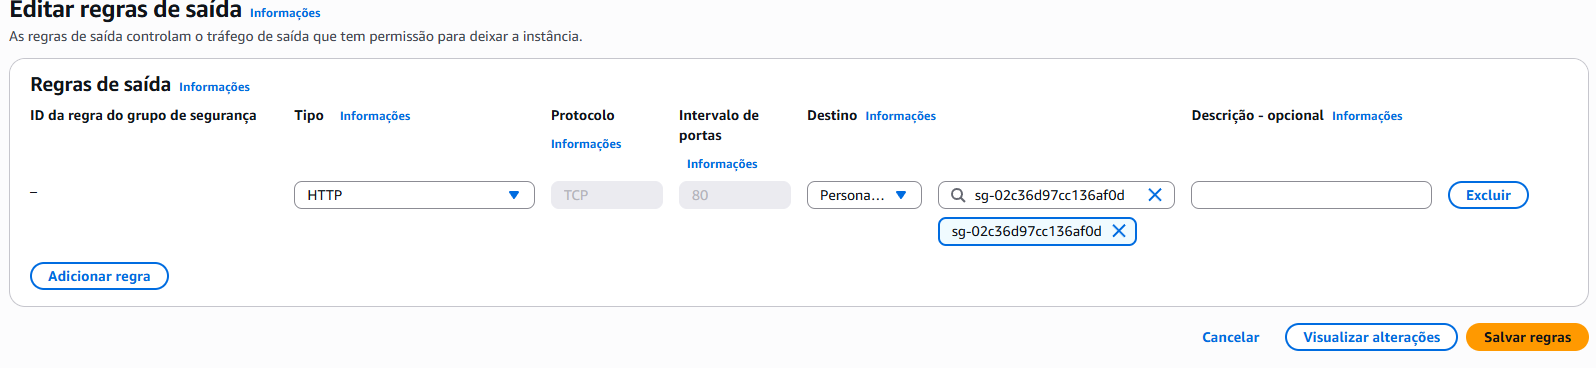 Editar regras de saída Informações
As regras de saída controlam o tráfego de saída que tem permissão para deixar a instância.
Regras de saída Informações
ID da regra do grupo de segurança Tipo Informações Protocolo Informações Intervalo de portas Informações Destino Informações Descrição - opcional Informações
– HTTP TCP 80 Persona... sg-02c36d97cc136af0d Excluir
sg-02c36d97cc136af0d
Adicionar regra
Cancelar Visualizar alterações Salvar regras